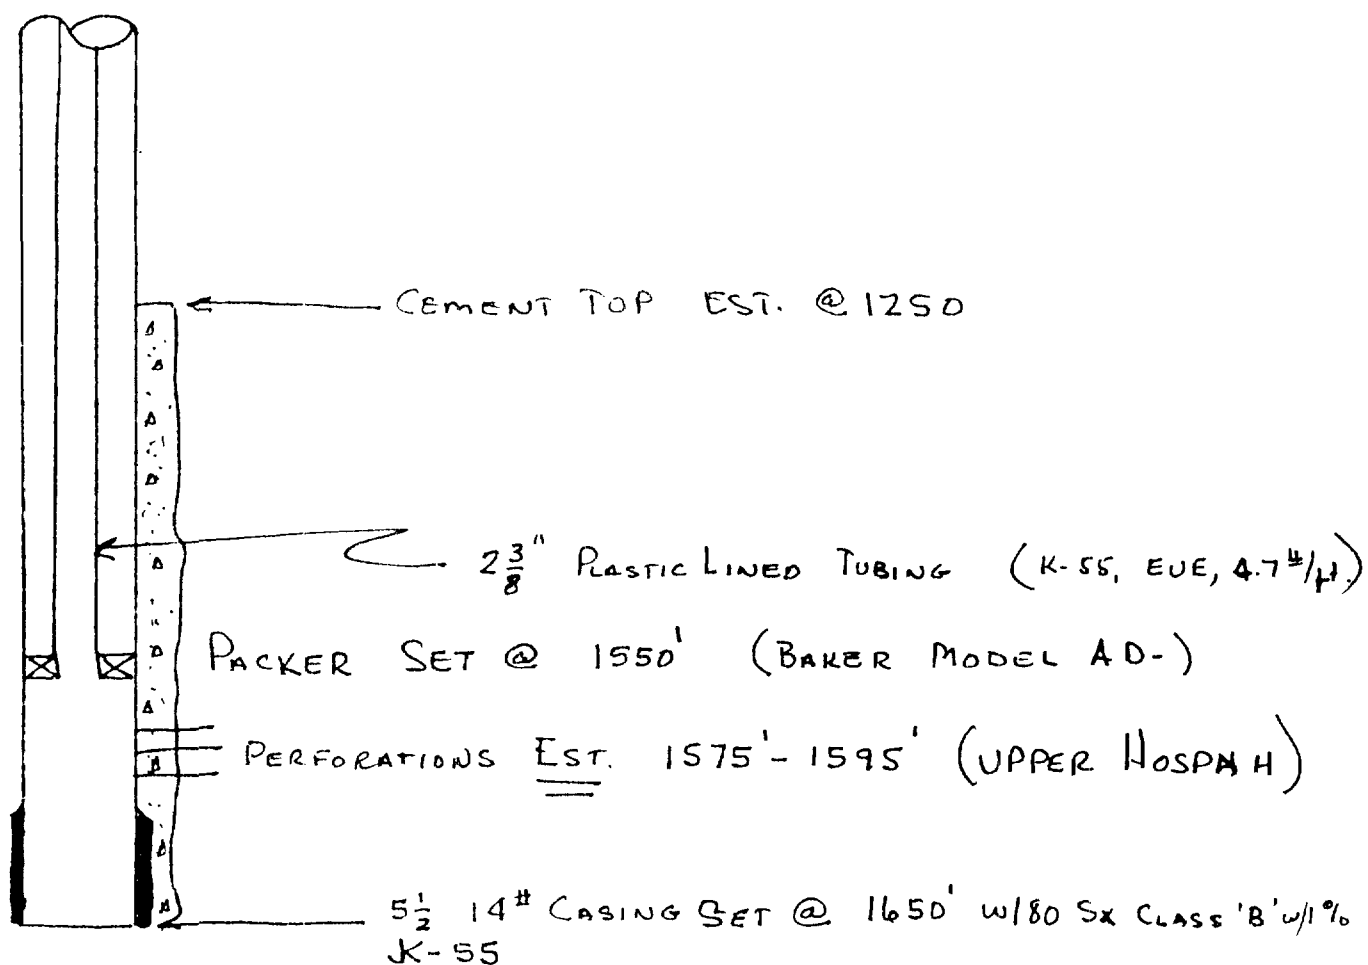 CEMENT TOP EST. @ 1250
2 3/8" PLASTIC LINED TUBING (K-55, EUE, 4.7#/ft.)
PACKER SET @ 1550' (BAKER MODEL AD-)
PERFORATIONS EST. 1575'-1595' (UPPER HOSPAH)
5 1/2 14# CASING SET @ 1650' W/80 SX CLASS 'B' W/1%
K-55